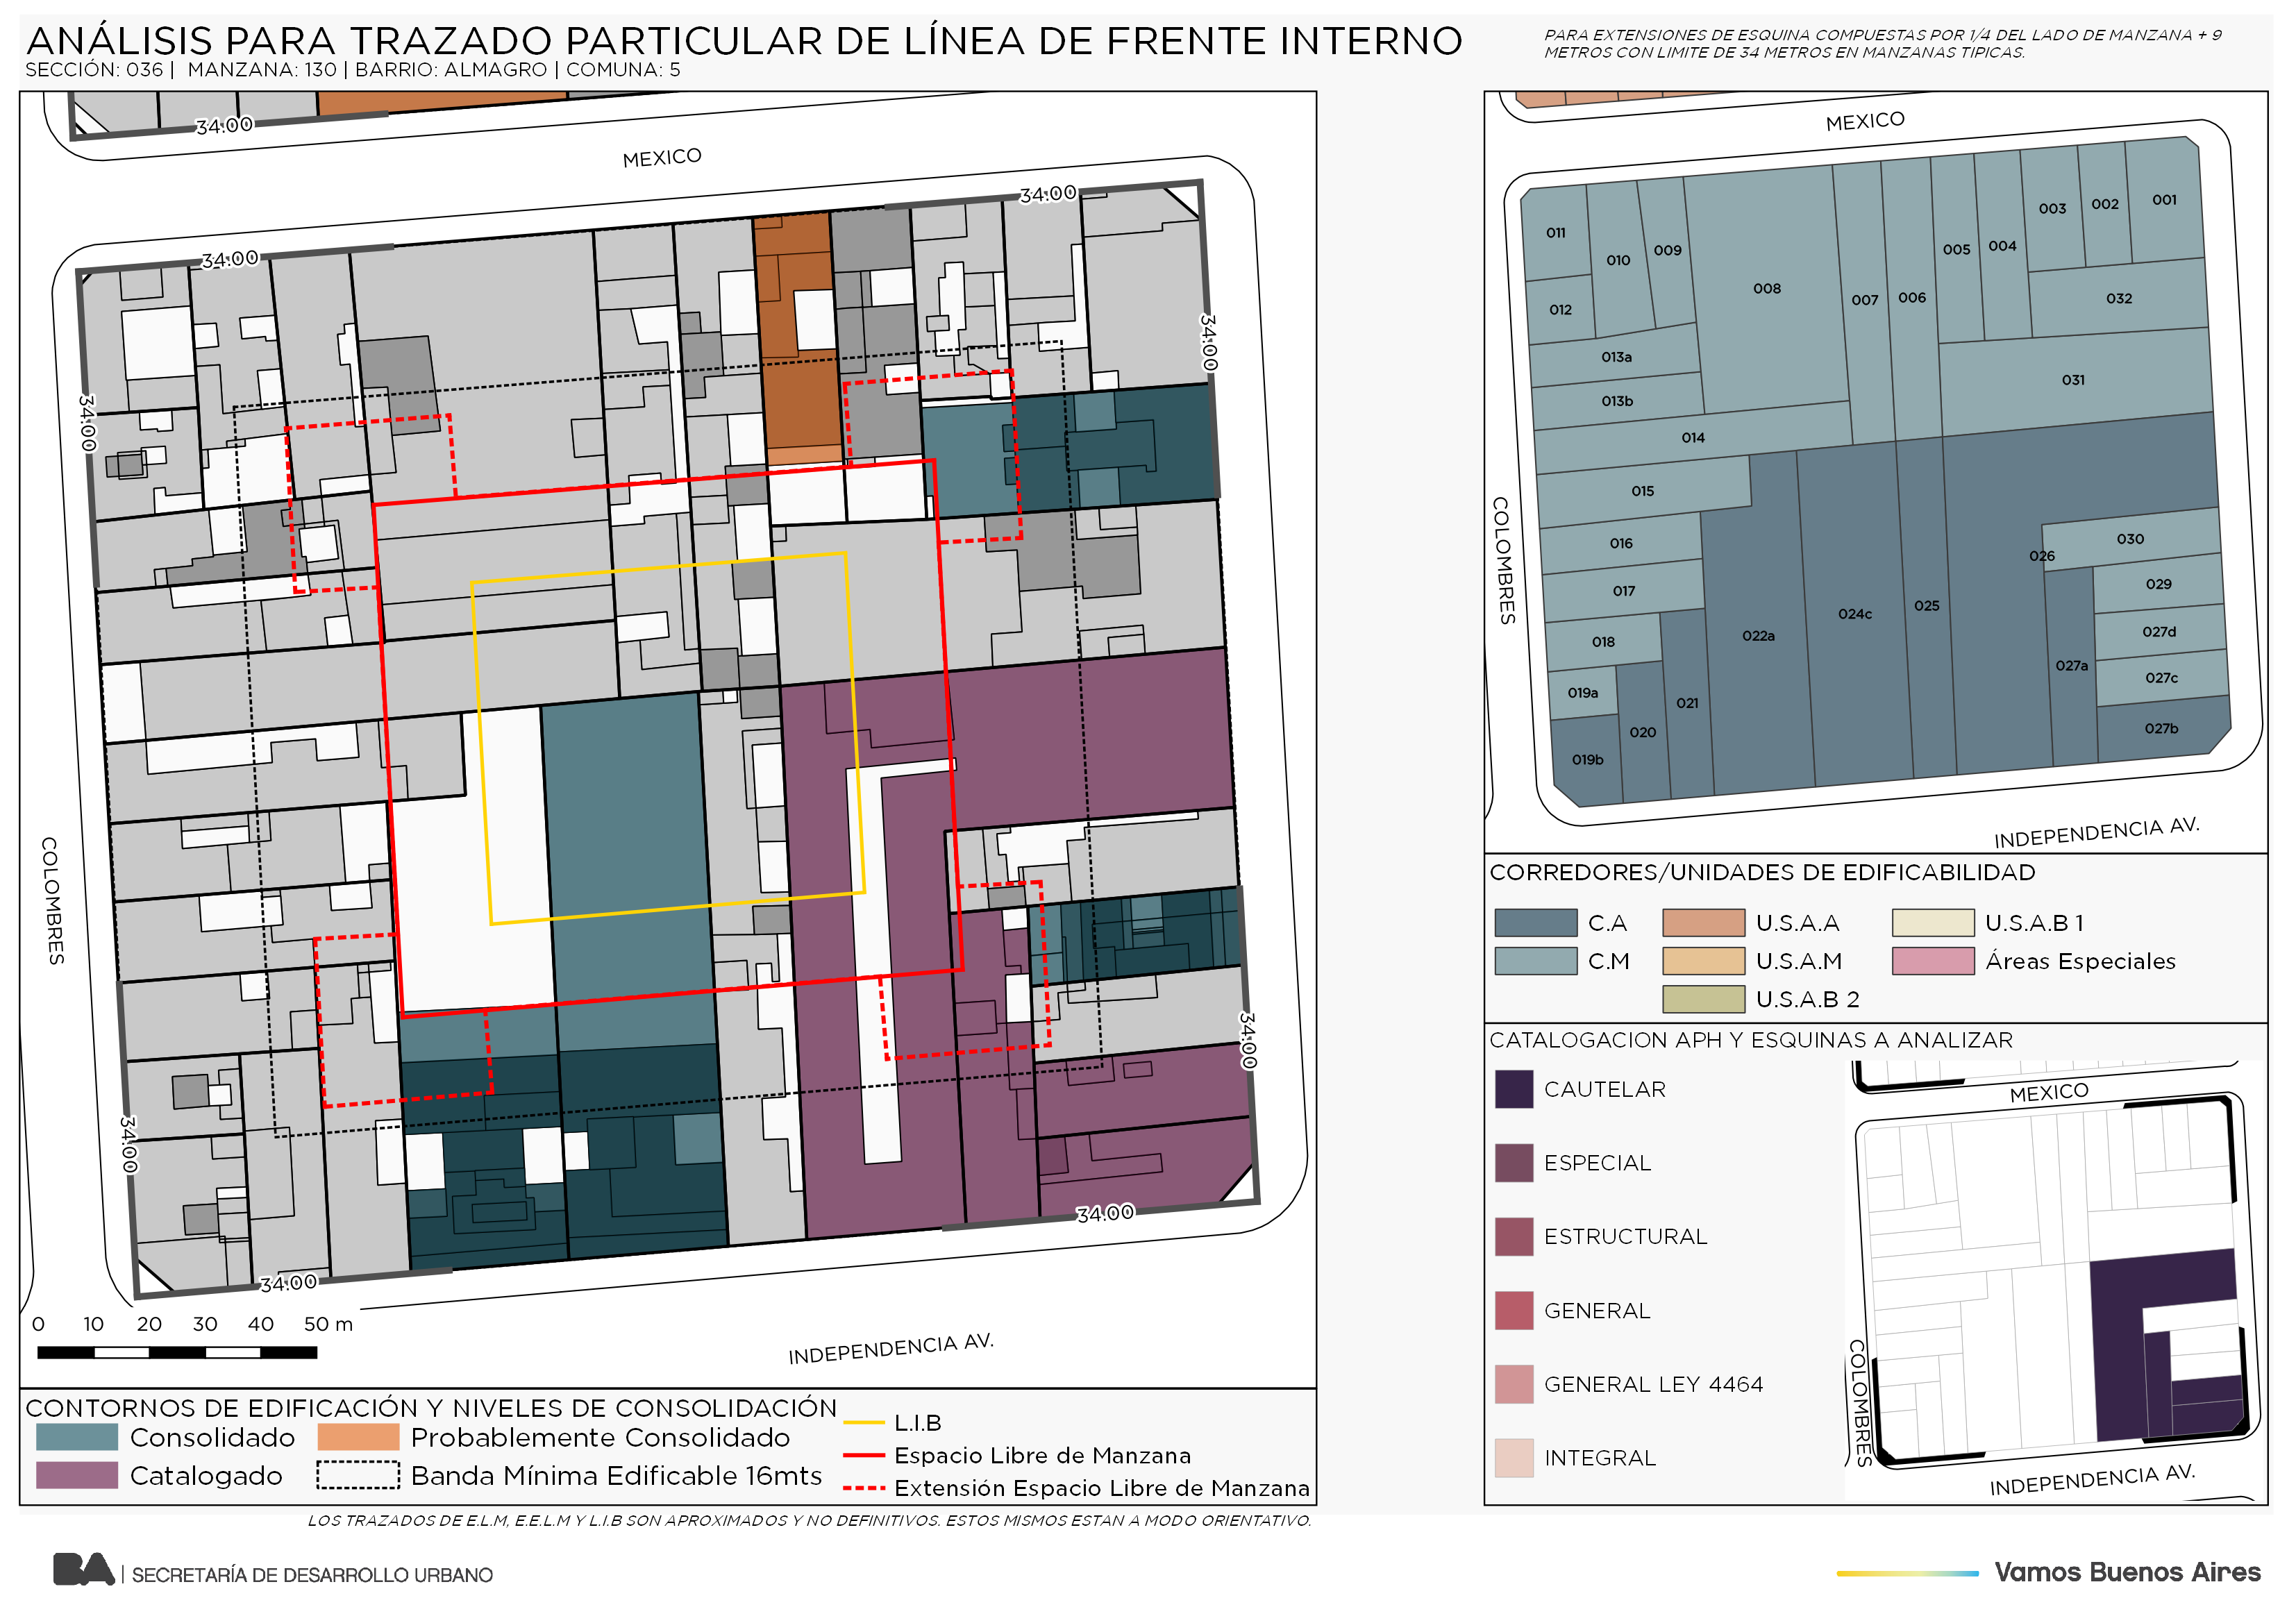 ANÁLISIS PARA TRAZADO PARTICULAR DE LÍNEA DE FRENTE INTERNO
SECCIÓN: 036 | MANZANA: 130 | BARRIO: ALMAGRO | COMUNA: 5
PARA EXTENSIONES DE ESQUINA COMPUESTAS POR 1/4 DEL LADO DE MANZANA + 9
METROS CON LIMITE DE 34 METROS EN MANZANAS TIPICAS.
34.00
MEXICO
34.00
34.00
34.00
34.00
COLOMBRES
34.00
34.00
34.00
34.00
INDEPENDENCIA AV.
0 10 20 30 40 50 m
CONTORNOS DE EDIFICACIÓN Y NIVELES DE CONSOLIDACIÓN
Consolidado
Probablemente Consolidado
Catalogado
Banda Mínima Edificable 16mts
L.I.B
Espacio Libre de Manzana
Extensión Espacio Libre de Manzana
LOS TRAZADOS DE E.L.M, E.E.L.M Y L.I.B SON APROXIMADOS Y NO DEFINITIVOS. ESTOS MISMOS ESTAN A MODO ORIENTATIVO.
MEXICO
011
010
009
008
007
006
005
004
003
002
001
012
032
013a
013b
031
014
015
016
017
018
019a
019b
020
021
022a
024c
025
026
030
029
027d
027a
027c
027b
COLOMBRES
INDEPENDENCIA AV.
CORREDORES/UNIDADES DE EDIFICABILIDAD
C.A
U.S.A.A
U.S.A.B 1
C.M
U.S.A.M
Áreas Especiales
U.S.A.B 2
CATALOGACION APH Y ESQUINAS A ANALIZAR
CAUTELAR
ESPECIAL
ESTRUCTURAL
GENERAL
GENERAL LEY 4464
INTEGRAL
MEXICO
COLOMBRES
INDEPENDENCIA AV.
BA | SECRETARÍA DE DESARROLLO URBANO
Vamos Buenos Aires